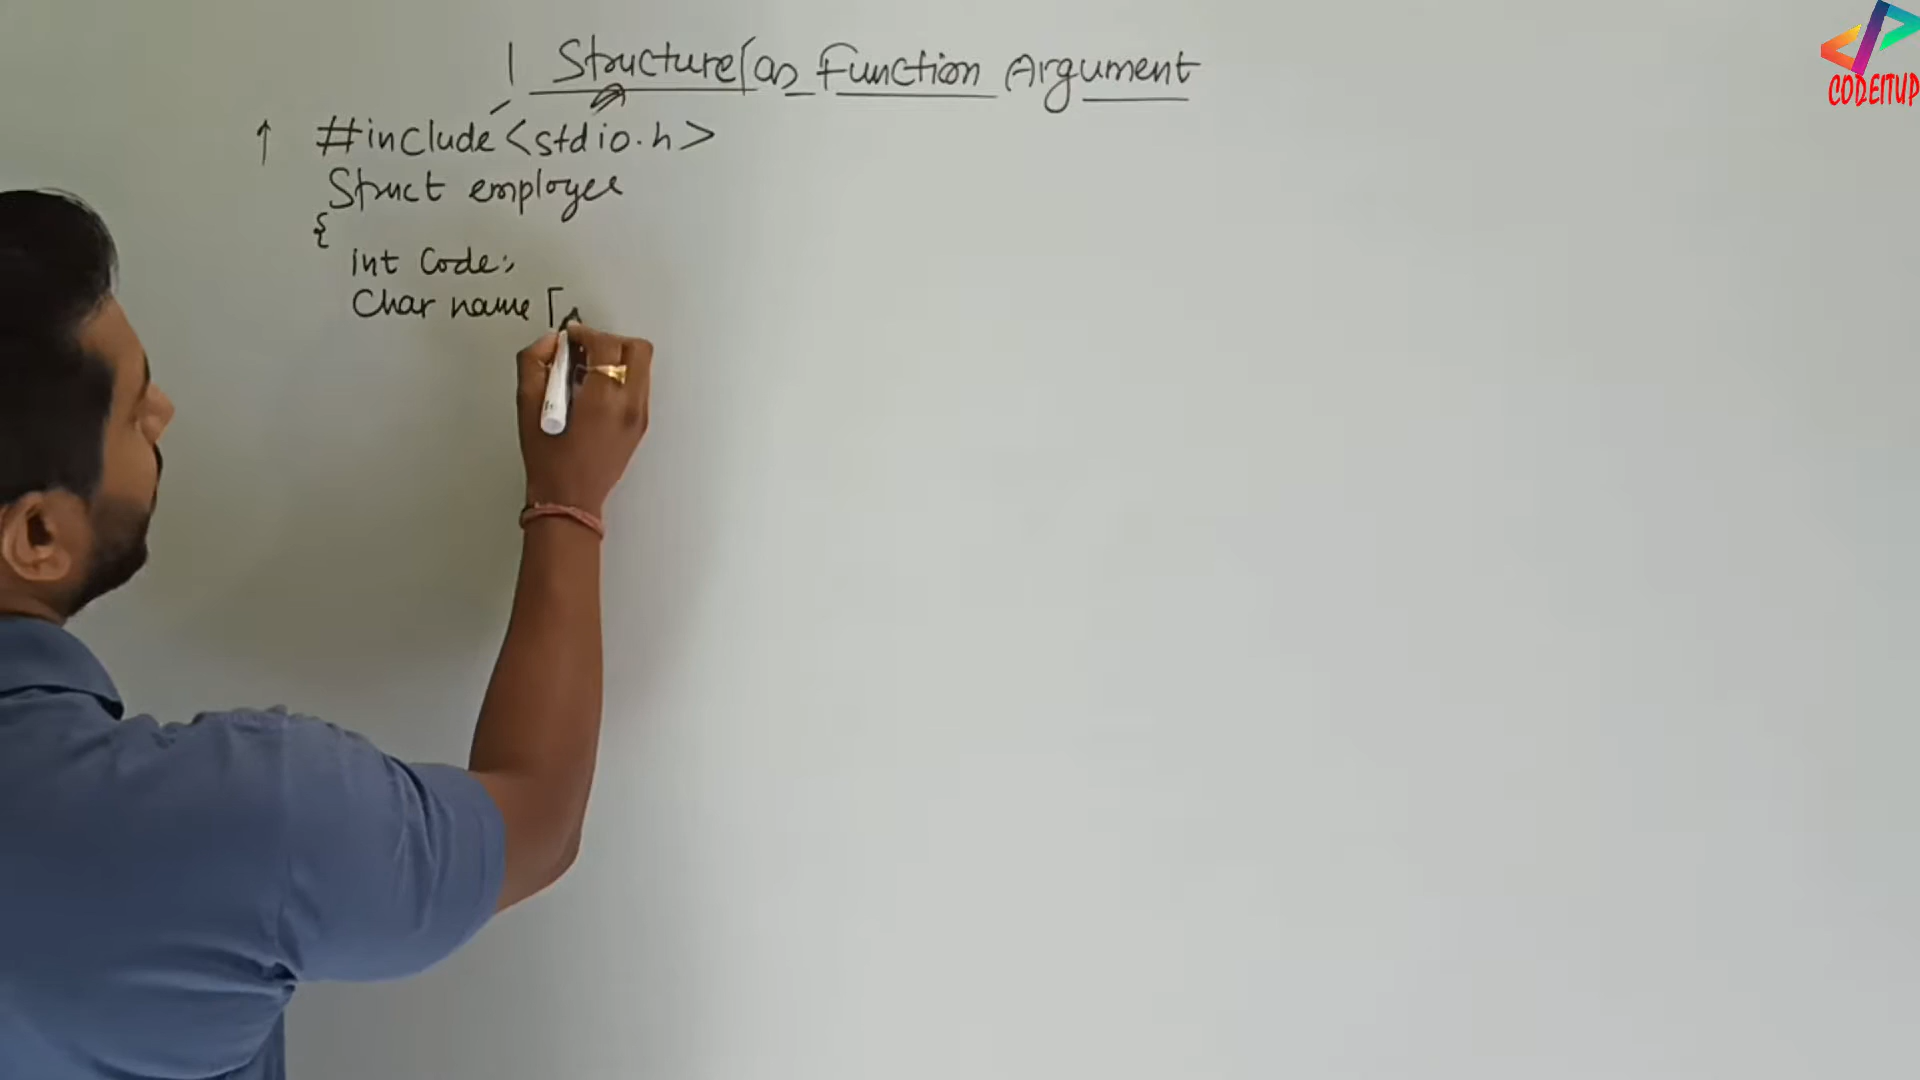 Structure as Function Argument
#include <stdio.h>
Struct employee
{
int Code;
Char name [
CODEITUP